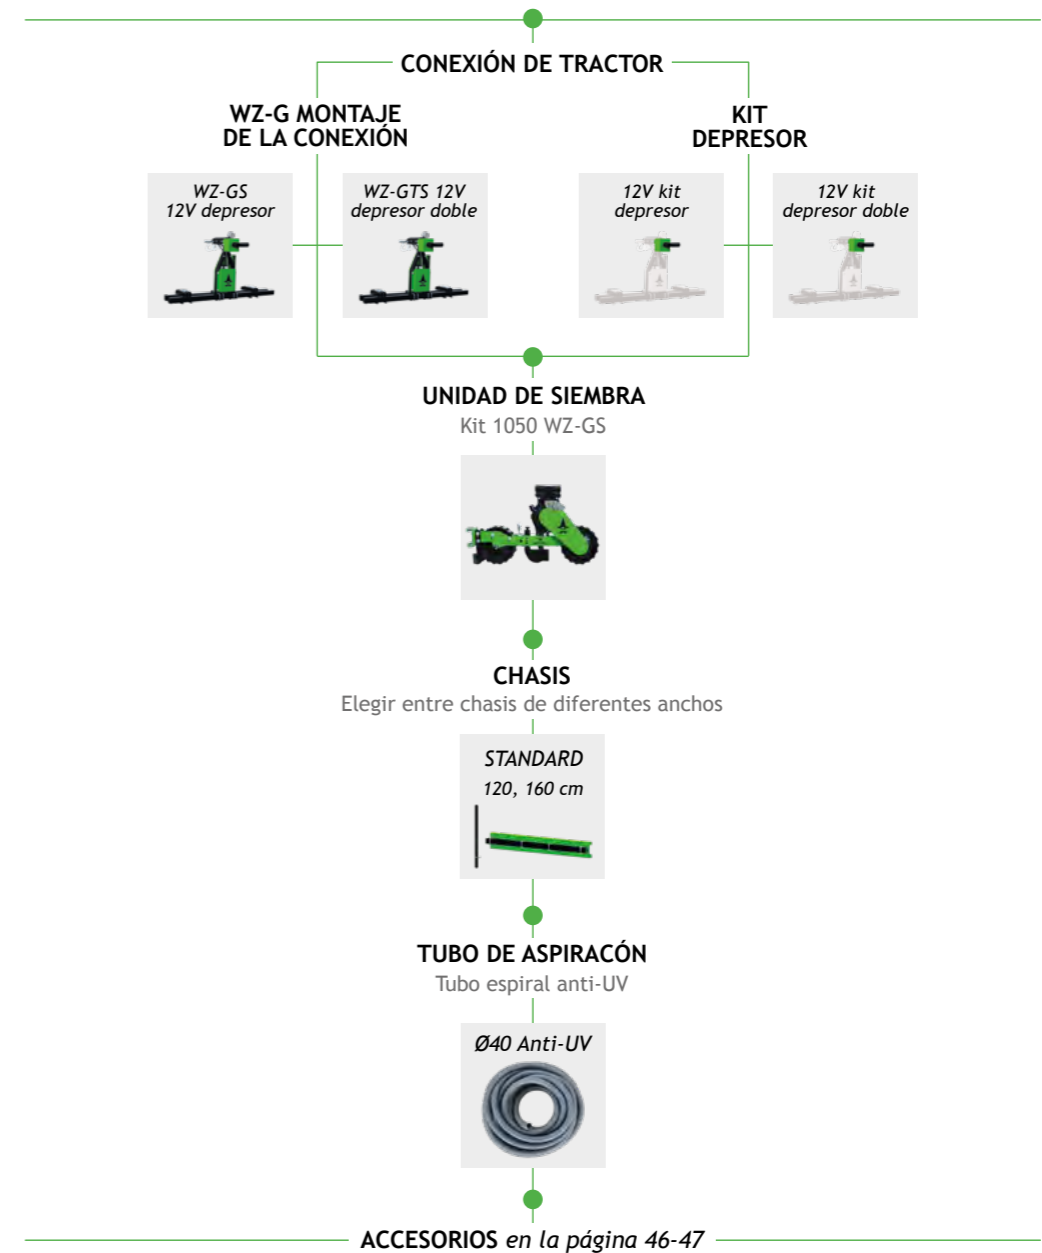 CONEXIÓN DE TRACTOR
WZ-G MONTAJE
DE LA CONEXIÓN
KIT
DEPRESOR
WZ-GS
12V depresor
WZ-GTS 12V
depresor doble
12V kit
depresor
12V kit
depresor doble
UNIDAD DE SIEMBRA
Kit 1050 WZ-GS
CHASIS
Elegir entre chasis de diferentes anchos
STANDARD
120, 160 cm
TUBO DE ASPIRACÓN
Tubo espiral anti-UV
Ø40 Anti-UV
ACCESORIOS en la página 46-47